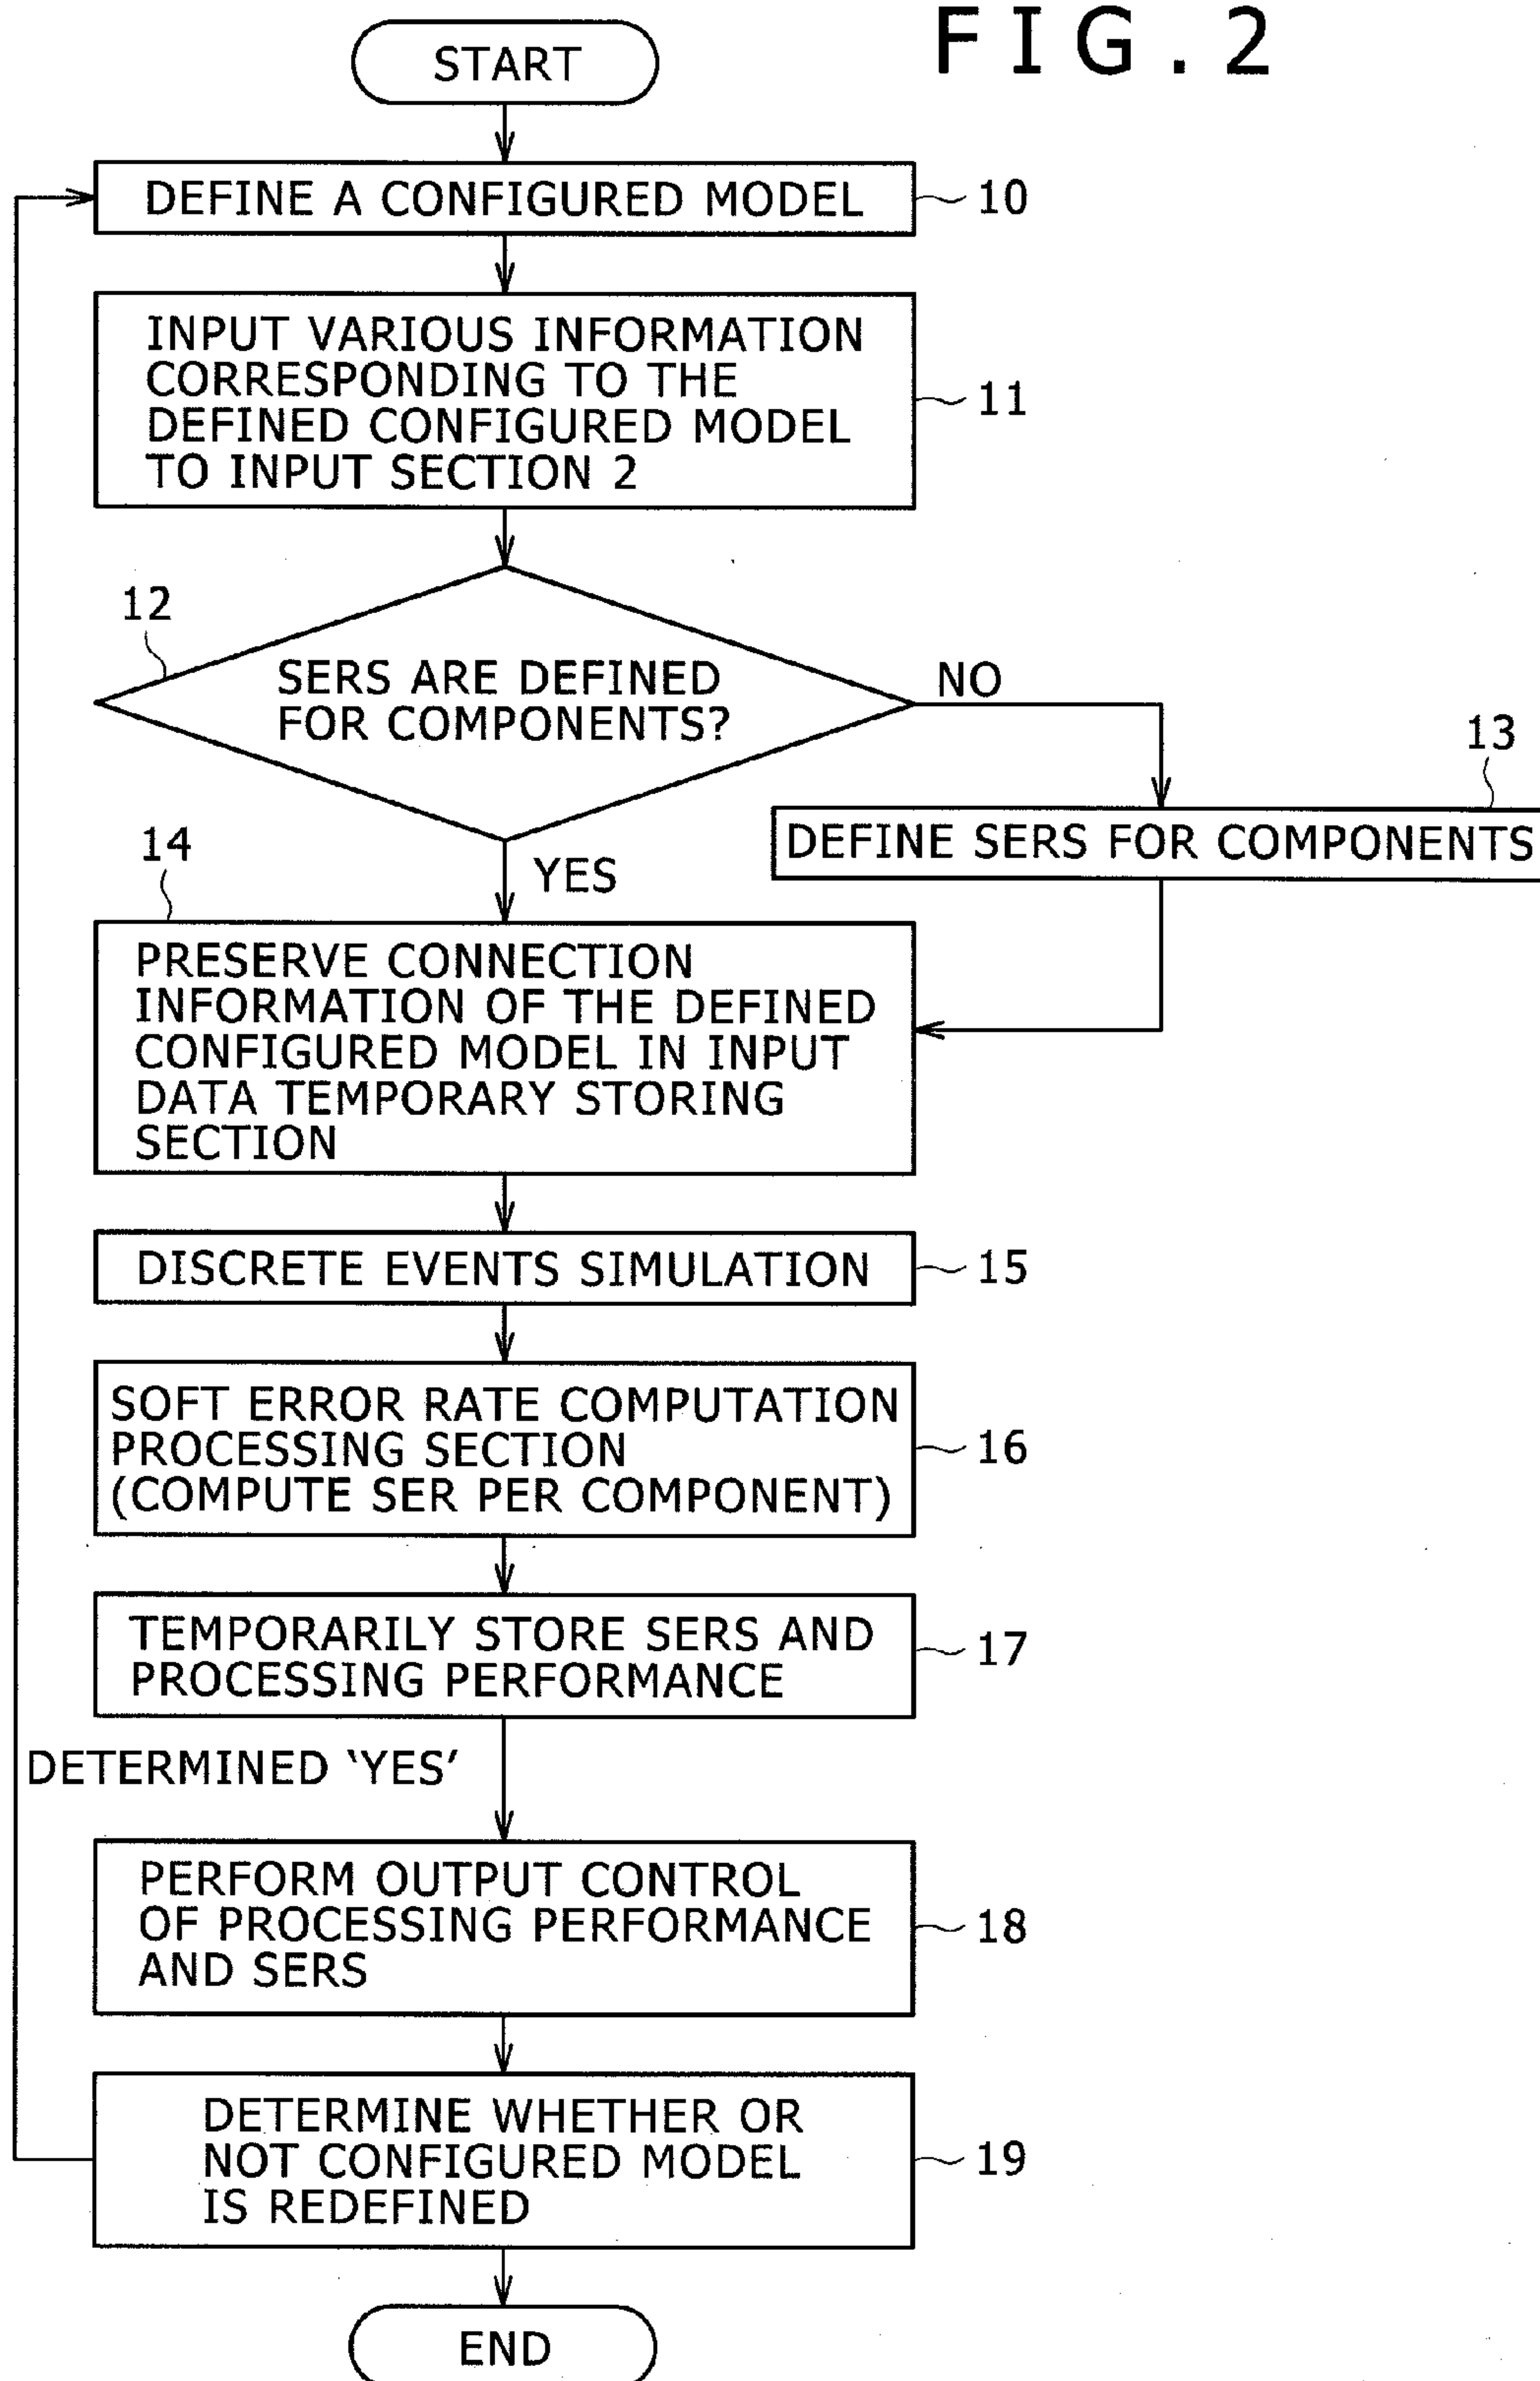 FIG.2
START
DEFINE A CONFIGURED MODEL
10
INPUT VARIOUS INFORMATION
CORRESPONDING TO THE
DEFINED CONFIGURED MODEL
TO INPUT SECTION 2
11
12
SERS ARE DEFINED
FOR COMPONENTS?
NO
13
DEFINE SERS FOR COMPONENTS
YES
14
PRESERVE CONNECTION
INFORMATION OF THE DEFINED
CONFIGURED MODEL IN INPUT
DATA TEMPORARY STORING
SECTION
DISCRETE EVENTS SIMULATION
15
SOFT ERROR RATE COMPUTATION
PROCESSING SECTION
(COMPUTE SER PER COMPONENT)
16
TEMPORARILY STORE SERS AND
PROCESSING PERFORMANCE
17
DETERMINED ‘YES’
PERFORM OUTPUT CONTROL
OF PROCESSING PERFORMANCE
AND SERS
18
DETERMINE WHETHER OR
NOT CONFIGURED MODEL
IS REDEFINED
19
END